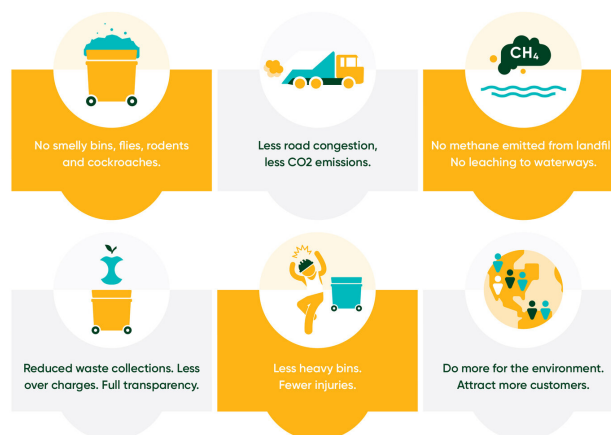 CH4
No smelly bins, flies, rodents
and cockroaches.
Less road congestion,
less CO2 emissions.
No methane emitted from landfil
No leaching to waterways.
Reduced waste collections. Less
over charges. Full transparency.
Less heavy bins.
Fewer injuries.
Do more for the environment.
Attract more customers.